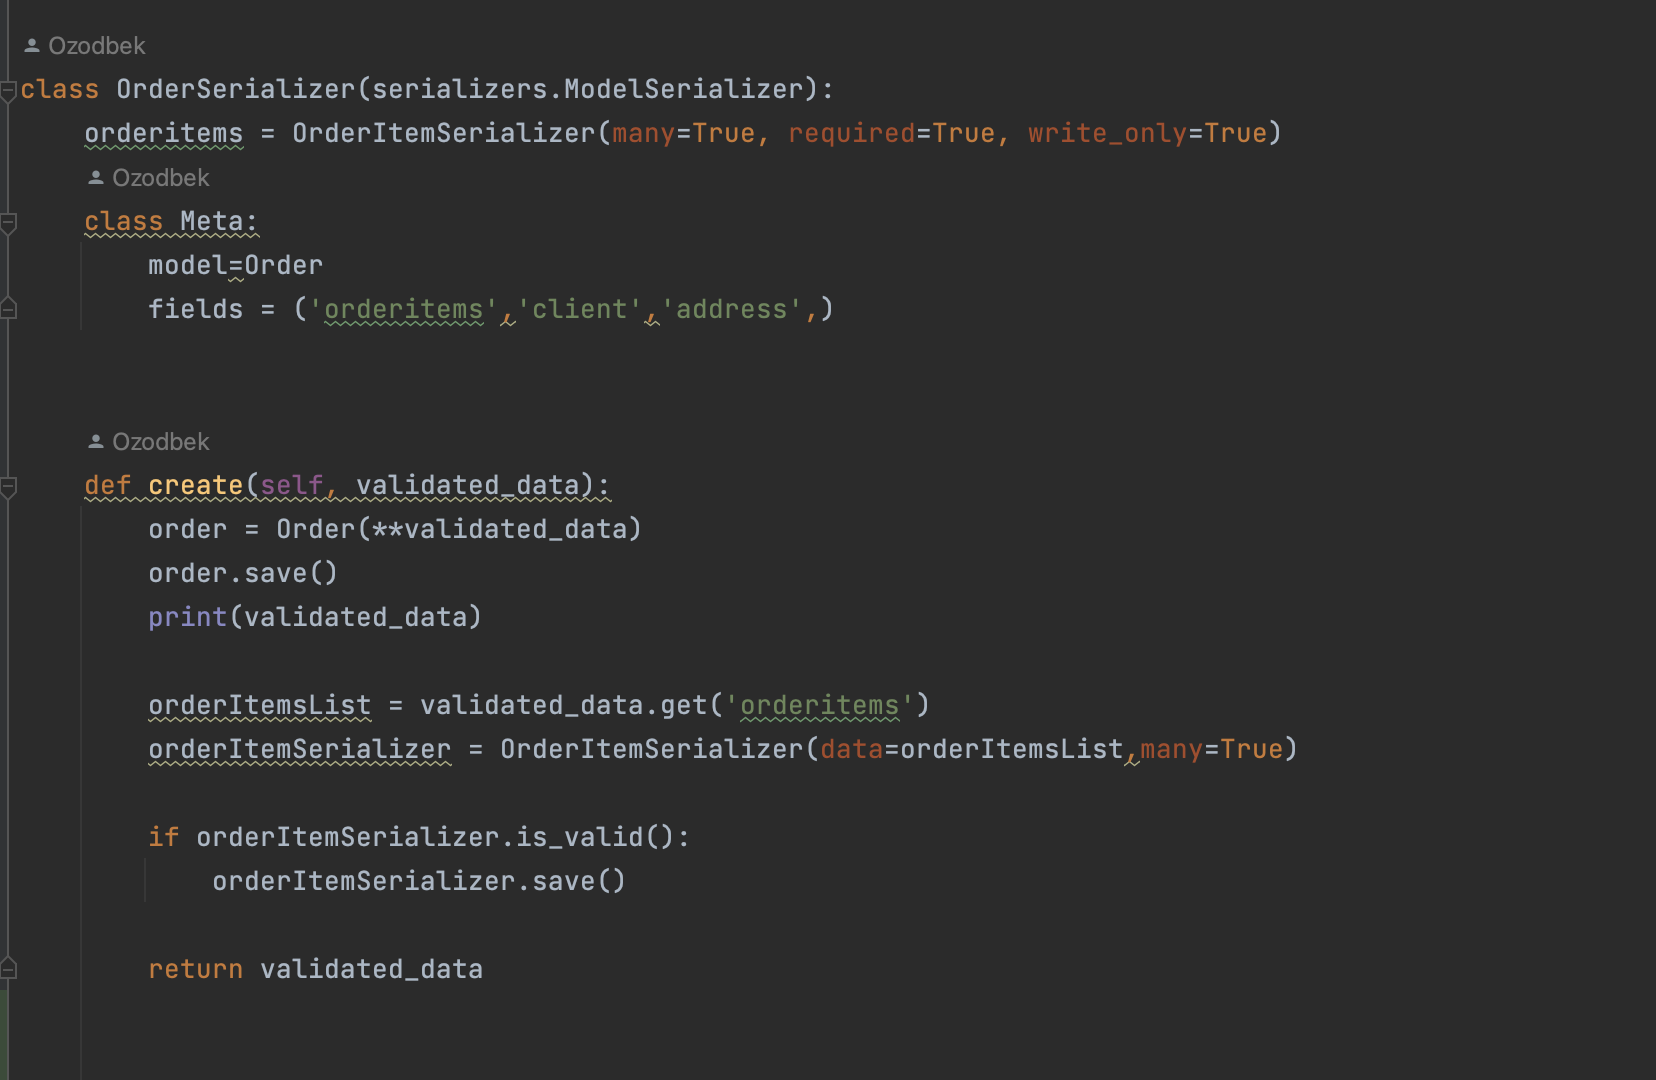 Ozodbek
class OrderSerializer(serializers.ModelSerializer):
    orderitems = OrderItemSerializer(many=True, required=True, write_only=True)
    Ozodbek
    class Meta:
        model=Order
        fields = ('orderitems','client','address',)
    Ozodbek
    def create(self, validated_data):
        order = Order(**validated_data)
        order.save()
        print(validated_data)
        orderItemsList = validated_data.get('orderitems')
        orderItemSerializer = OrderItemSerializer(data=orderItemsList,many=True)
        if orderItemSerializer.is_valid():
            orderItemSerializer.save()
        return validated_data